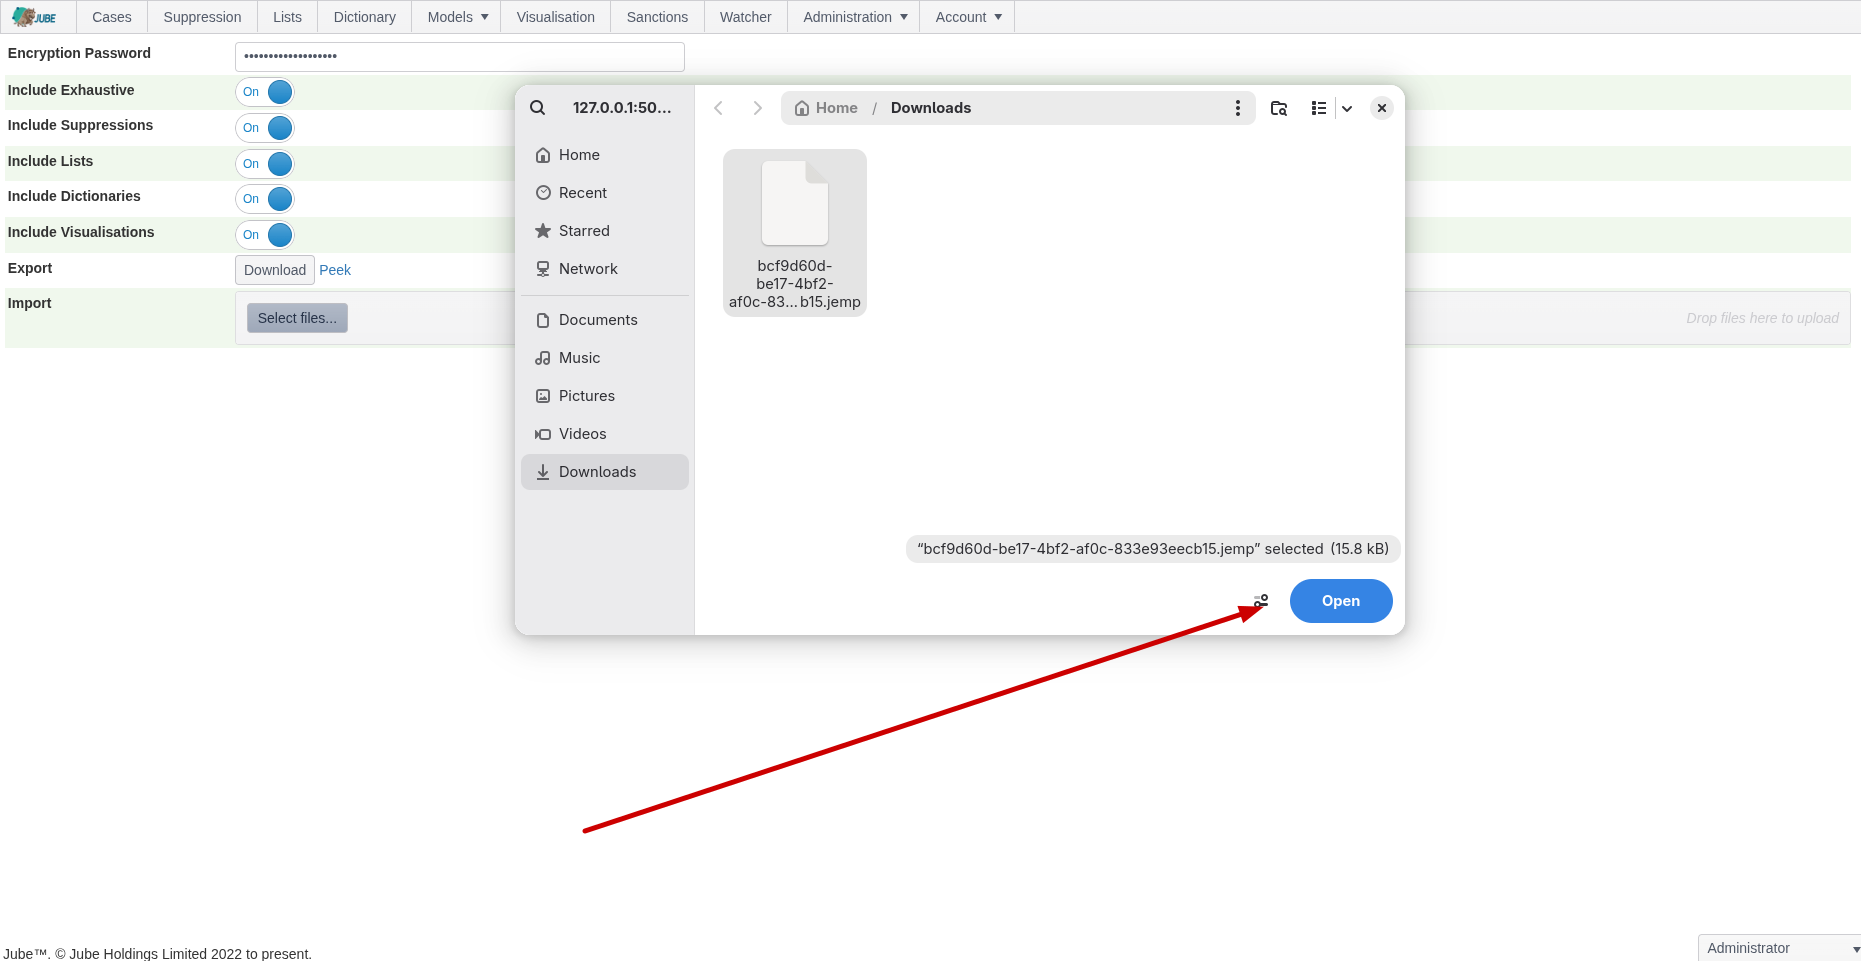 JUBE Cases Suppression Lists Dictionary Models Visualisation Sanctions Watcher Administration Account
Encryption Password ••••••••••••••••••••
Include Exhaustive On
Include Suppressions On
Include Lists On
Include Dictionaries On
Include Visualisations On
Export Download Peek
Import Select files... Drop files here to upload
127.0.0.1:50...
Home / Downloads
Home
Recent
Starred
Network
Documents
Music
Pictures
Videos
Downloads
bcf9d60d-
be17-4bf2-
af0c-83…b15.jemp
“bcf9d60d-be17-4bf2-af0c-833e93eecb15.jemp” selected (15.8 kB)
Open
Jube™. © Jube Holdings Limited 2022 to present.
Administrator